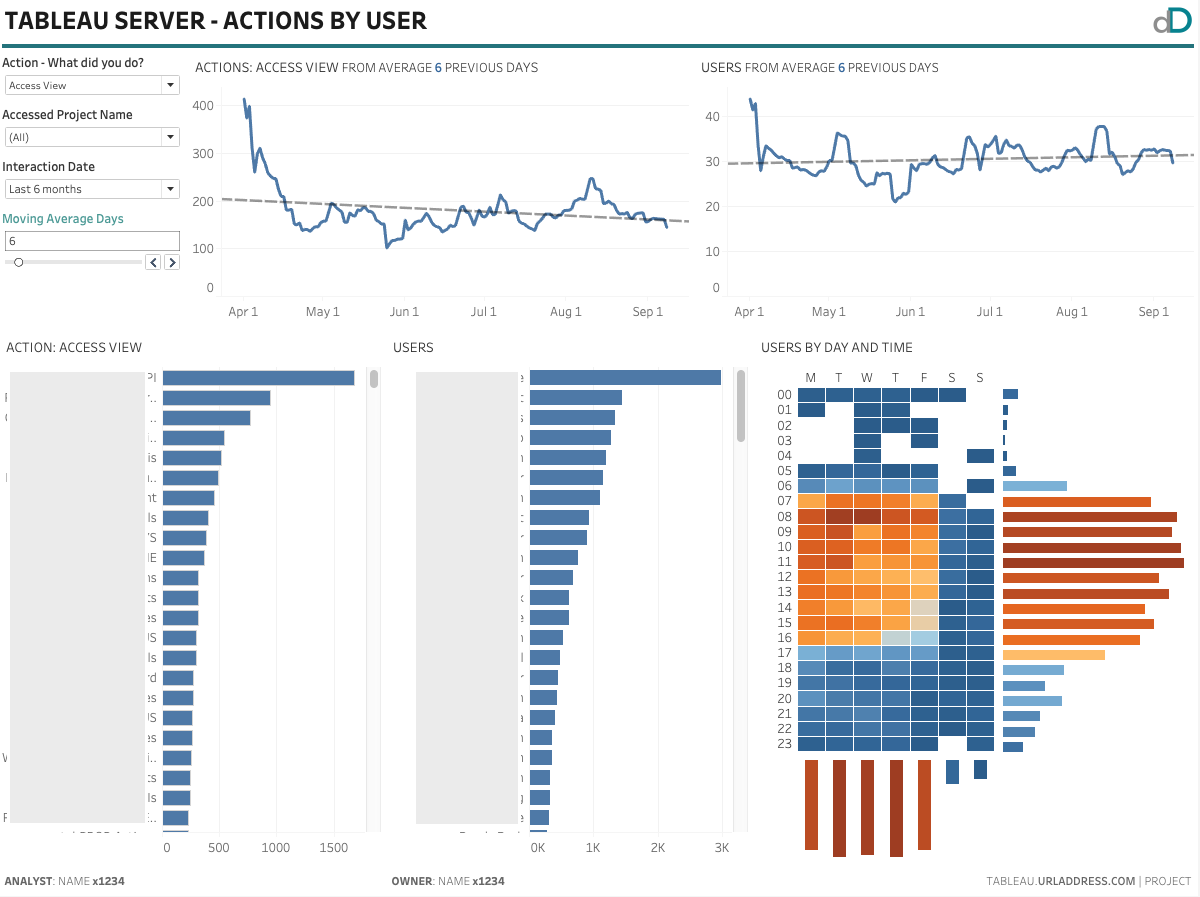 TABLEAU SERVER - ACTIONS BY USER
dD
Action - What did you do?
Access View
Accessed Project Name
(All)
Interaction Date
Last 6 months
Moving Average Days
6
ACTIONS: ACCESS VIEW FROM AVERAGE 6 PREVIOUS DAYS
400
300
200
100
0
Apr 1 May 1 Jun 1 Jul 1 Aug 1 Sep 1
USERS FROM AVERAGE 6 PREVIOUS DAYS
40
30
20
10
0
Apr 1 May 1 Jun 1 Jul 1 Aug 1 Sep 1
ACTION: ACCESS VIEW
0 500 1000 1500
USERS
0K 1K 2K 3K
USERS BY DAY AND TIME
M T W T F S S
00
01
02
03
04
05
06
07
08
09
10
11
12
13
14
15
16
17
18
19
20
21
22
23
ANALYST: NAME x1234
OWNER: NAME x1234
TABLEAU.URLADDRESS.COM | PROJECT